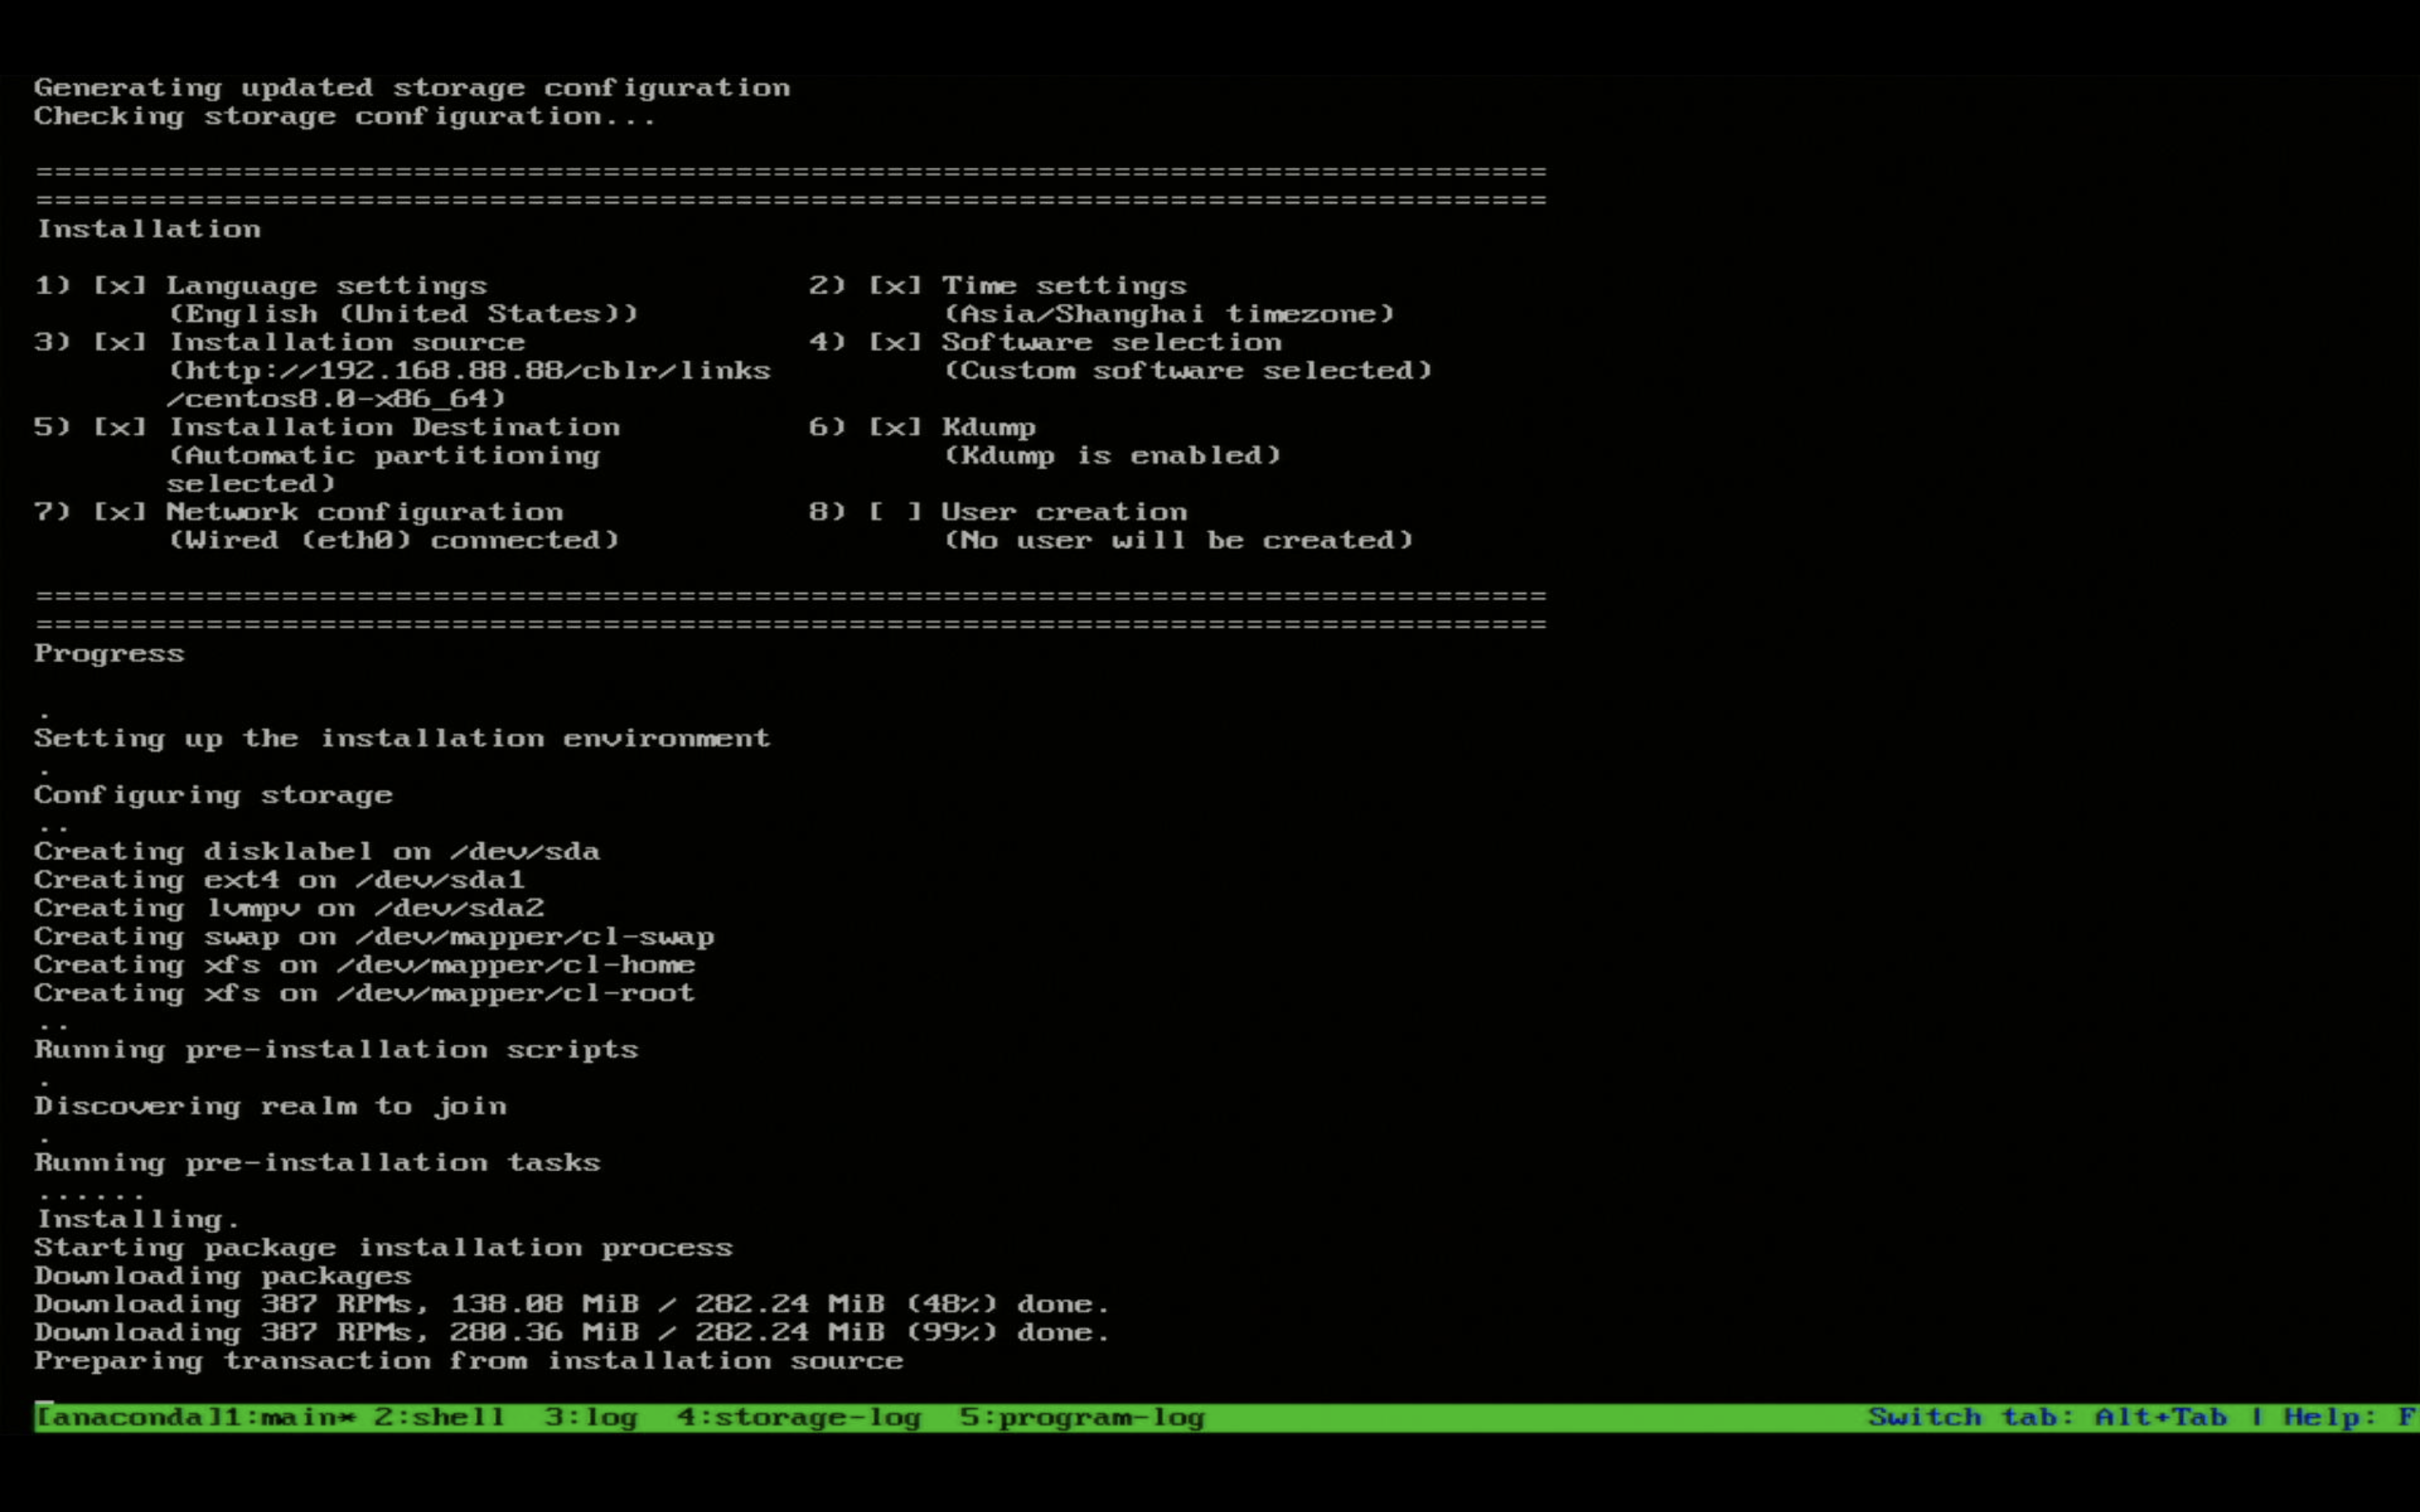 Generating updated storage configuration
Checking storage configuration...
================================================================================
================================================================================
Installation
1) [x] Language settings 2) [x] Time settings
(English (United States)) (Asia/Shanghai timezone)
3) [x] Installation source 4) [x] Software selection
(http://192.168.88.88/cblr/links (Custom software selected)
/centos8.0-x86_64)
5) [x] Installation Destination 6) [x] Kdump
(Automatic partitioning (Kdump is enabled)
selected)
7) [x] Network configuration 8) [ ] User creation
(Wired (eth0) connected) (No user will be created)
================================================================================
================================================================================
Progress
.
Setting up the installation environment
.
Configuring storage
..
Creating disklabel on /dev/sda
Creating ext4 on /dev/sda1
Creating lvmpv on /dev/sda2
Creating swap on /dev/mapper/cl-swap
Creating xfs on /dev/mapper/cl-home
Creating xfs on /dev/mapper/cl-root
..
Running pre-installation scripts
.
Discovering realm to join
.
Running pre-installation tasks
......
Installing.
Starting package installation process
Downloading packages
Downloading 387 RPMs, 138.08 MiB / 282.24 MiB (48%) done.
Downloading 387 RPMs, 280.36 MiB / 282.24 MiB (99%) done.
Preparing transaction from installation source
[anaconda]1:main* 2:shell 3:log 4:storage-log 5:program-log Switch tab: Alt+Tab | Help: F